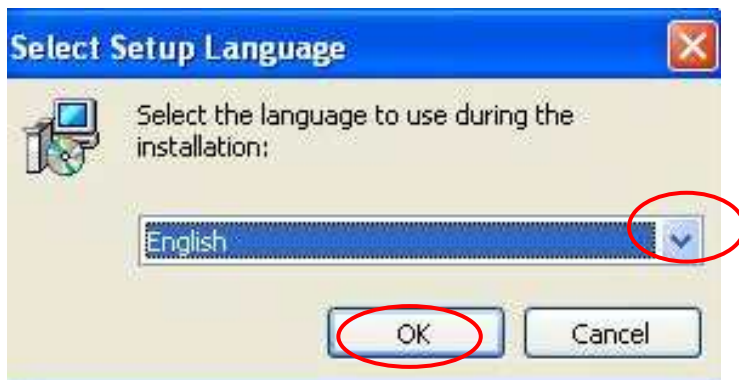 Select Setup Language
Select the language to use during the
installation:
English
OK
Cancel